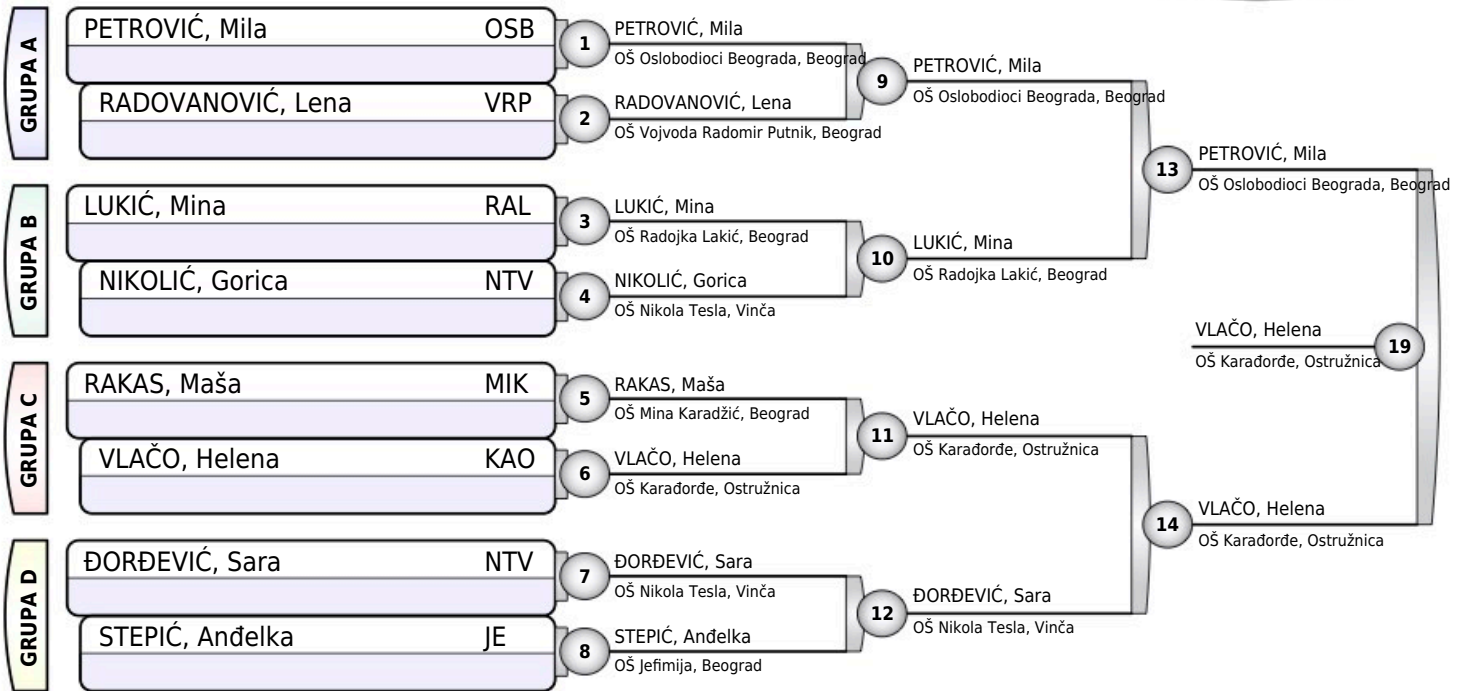 GRUPA A
PETROVIĆ, Mila OSB
RADOVANOVIĆ, Lena VRP
GRUPA B
LUKIĆ, Mina RAL
NIKOLIĆ, Gorica NTV
GRUPA C
RAKAS, Maša MIK
VLAČO, Helena KAO
GRUPA D
ĐORĐEVIĆ, Sara NTV
STEPIĆ, Anđelka JE
1
PETROVIĆ, Mila
OŠ Oslobodioci Beograda, Beograd
2
RADOVANOVIĆ, Lena
OŠ Vojvoda Radomir Putnik, Beograd
3
LUKIĆ, Mina
OŠ Radojka Lakić, Beograd
4
NIKOLIĆ, Gorica
OŠ Nikola Tesla, Vinča
5
RAKAS, Maša
OŠ Mina Karadžić, Beograd
6
VLAČO, Helena
OŠ Karađorđe, Ostružnica
7
ĐORĐEVIĆ, Sara
OŠ Nikola Tesla, Vinča
8
STEPIĆ, Anđelka
OŠ Jefimija, Beograd
9
PETROVIĆ, Mila
OŠ Oslobodioci Beograda, Beograd
10
LUKIĆ, Mina
OŠ Radojka Lakić, Beograd
11
VLAČO, Helena
OŠ Karađorđe, Ostružnica
12
ĐORĐEVIĆ, Sara
OŠ Nikola Tesla, Vinča
13
PETROVIĆ, Mila
OŠ Oslobodioci Beograda, Beograd
14
VLAČO, Helena
OŠ Karađorđe, Ostružnica
VLAČO, Helena
OŠ Karađorđe, Ostružnica
19